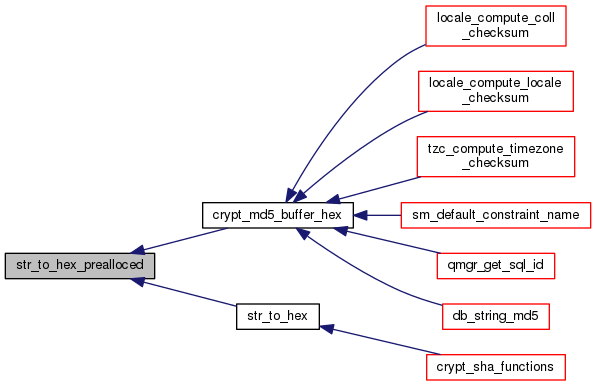 locale_compute_coll
_checksum
locale_compute_locale
_checksum
tzc_compute_timezone
_checksum
crypt_md5_buffer_hex
sm_default_constraint_name
str_to_hex_prealloced
qmgr_get_sql_id
str_to_hex
db_string_md5
crypt_sha_functions